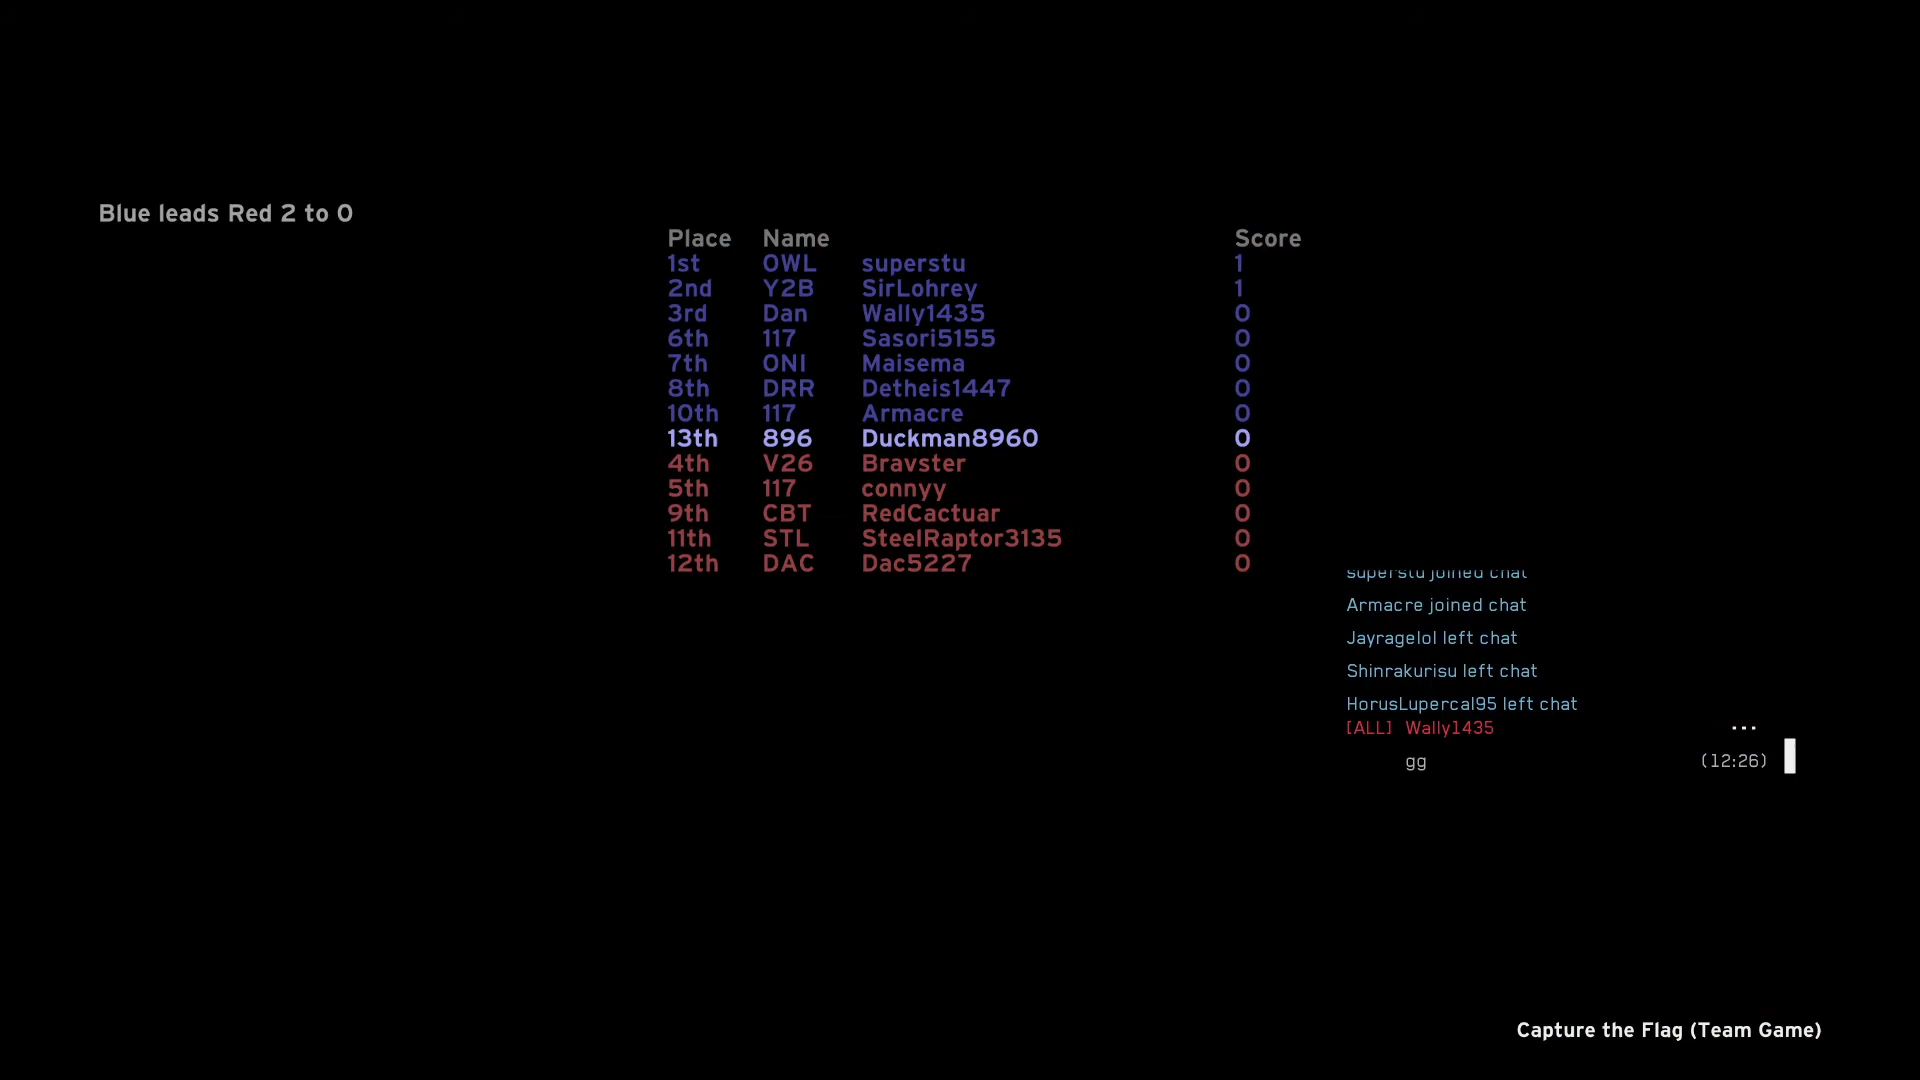 Blue leads Red 2 to 0
Place Name Score
1st OWL superstu 1
2nd Y2B SirLohrey 1
3rd Dan Wally1435 0
6th 117 Sasori5155 0
7th ONI Maisema 0
8th DRR Detheis1447 0
10th 117 Armacre 0
13th 896 Duckman8960 0
4th V26 Bravster 0
5th 117 connyy 0
9th CBT RedCactuar 0
11th STL SteelRaptor3135 0
12th DAC Dac5227 0
superstu joined chat
Armacre joined chat
Jayragelol left chat
Shinrakurisu left chat
HorusLupercal95 left chat
[ALL] Wally1435 ...
gg (12:26)
Capture the Flag (Team Game)